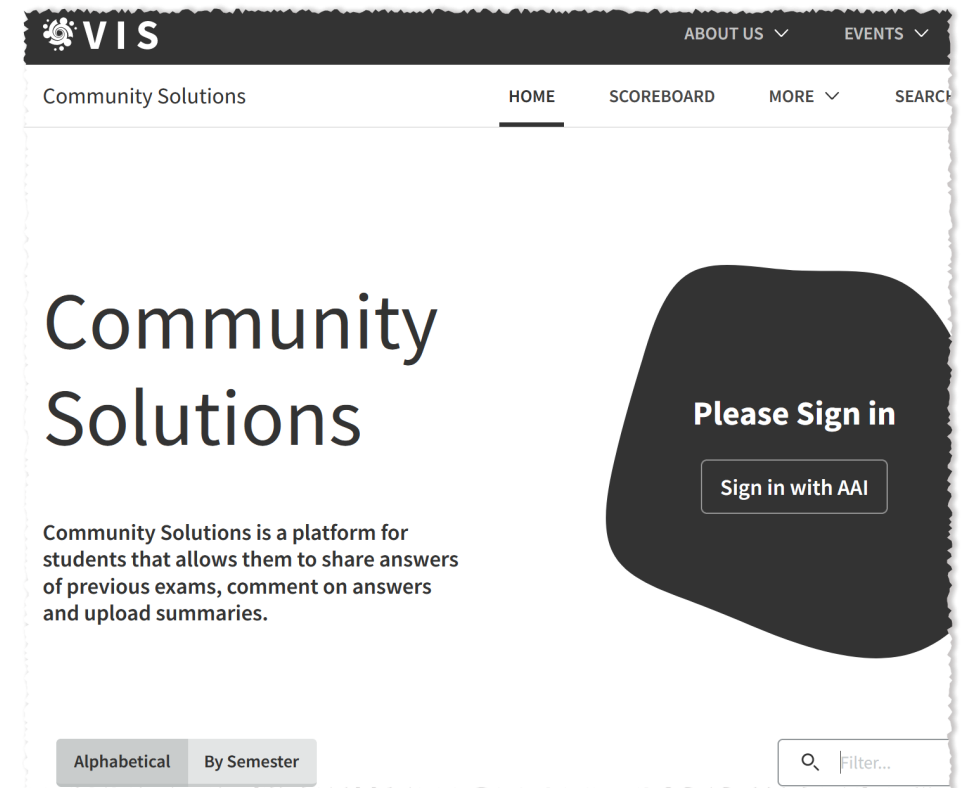 VIS ABOUT US EVENTS
Community Solutions HOME SCOREBOARD MORE SEARCH
Community
Solutions
Please Sign in
Sign in with AAI
Community Solutions is a platform for
students that allows them to share answers
of previous exams, comment on answers
and upload summaries.
Alphabetical By Semester Filter...